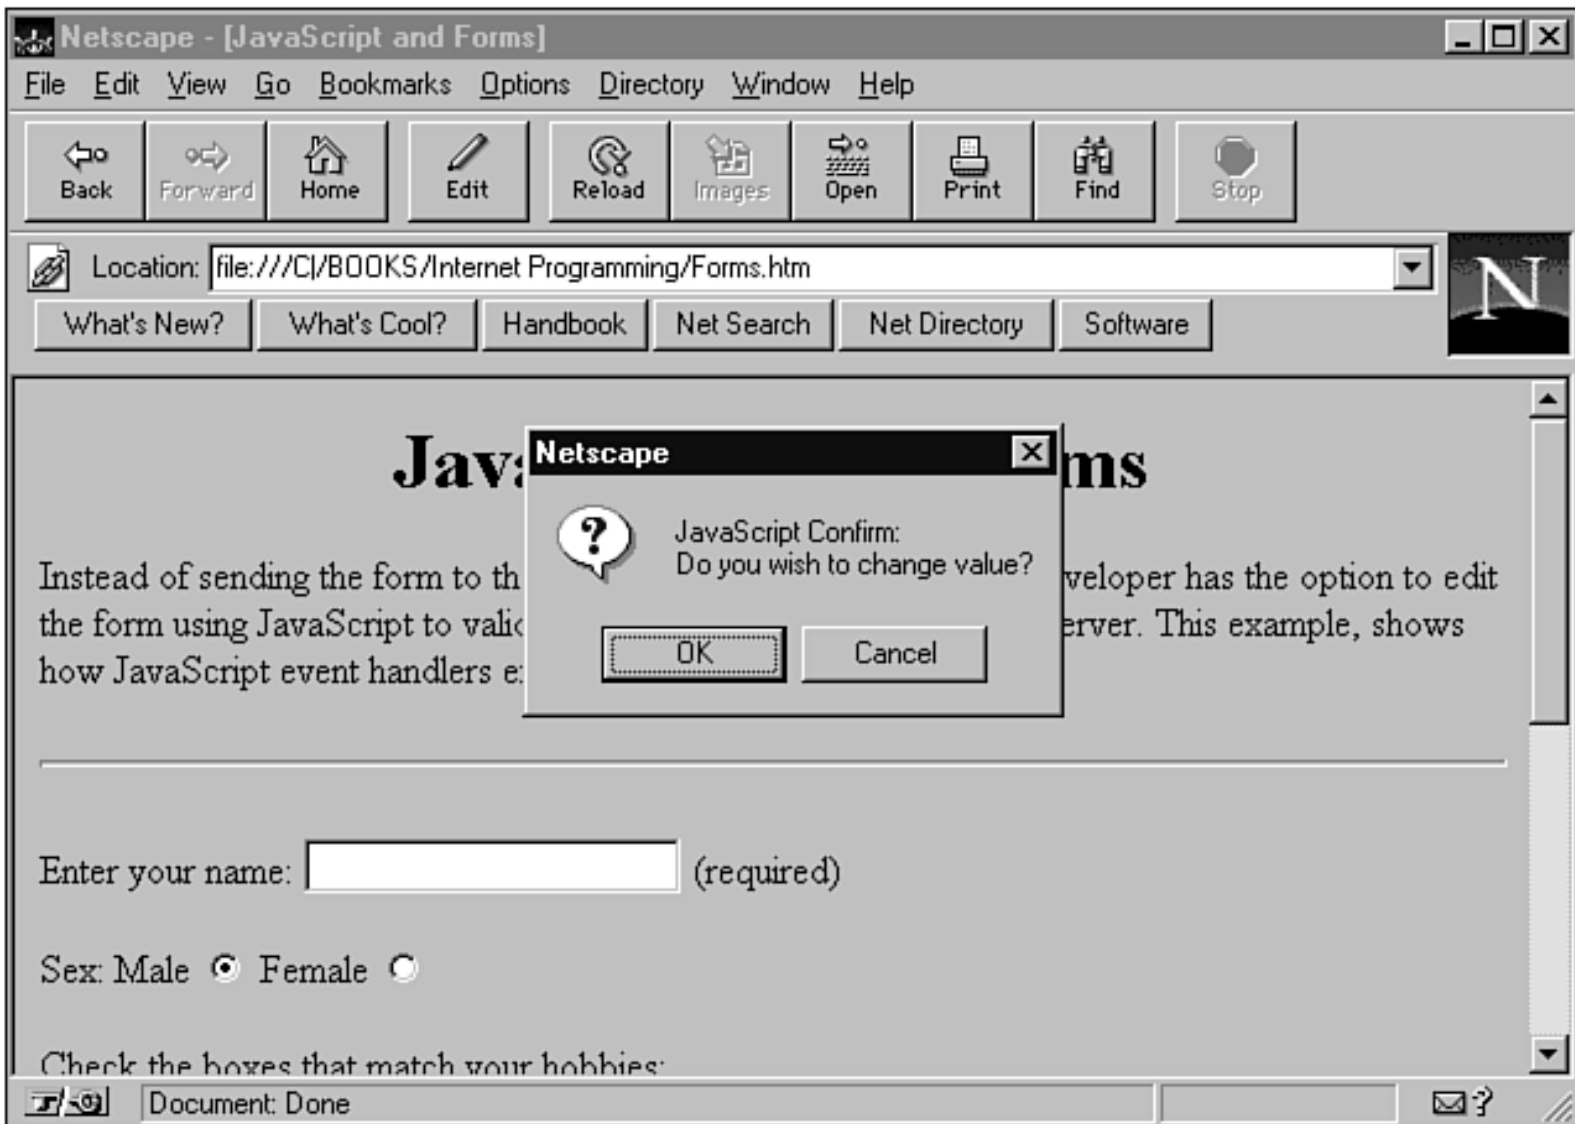 Netscape - [JavaScript and Forms]
File Edit View Go Bookmarks Options Directory Window Help
Back Forward Home Edit Reload Images Open Print Find Stop
Location: file:///C|/BOOKS/Internet Programming/Forms.htm
N
What's New? What's Cool? Handbook Net Search Net Directory Software
Jav ms
Netscape
JavaScript Confirm:
Do you wish to change value?
OK Cancel
Instead of sending the form to th veloper has the option to edit
the form using JavaScript to valid erver. This example, shows
how JavaScript event handlers e
Enter your name: (required)
Sex: Male Female
Check the boxes that match your hobbies:
Document: Done